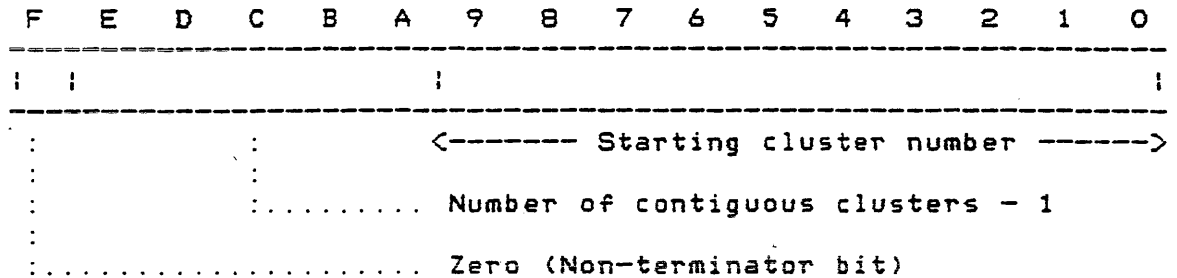 F E D C B A 9 8 7 6 5 4 3 2 1 0
================----------------------------------------------------------------
¦ ¦ ¦ ¦
--------------------------------------------------------------------------------
: : <------- Starting cluster number ------>
: :
: :......... Number of contiguous clusters - 1
:
:...................... Zero (Non-terminator bit)